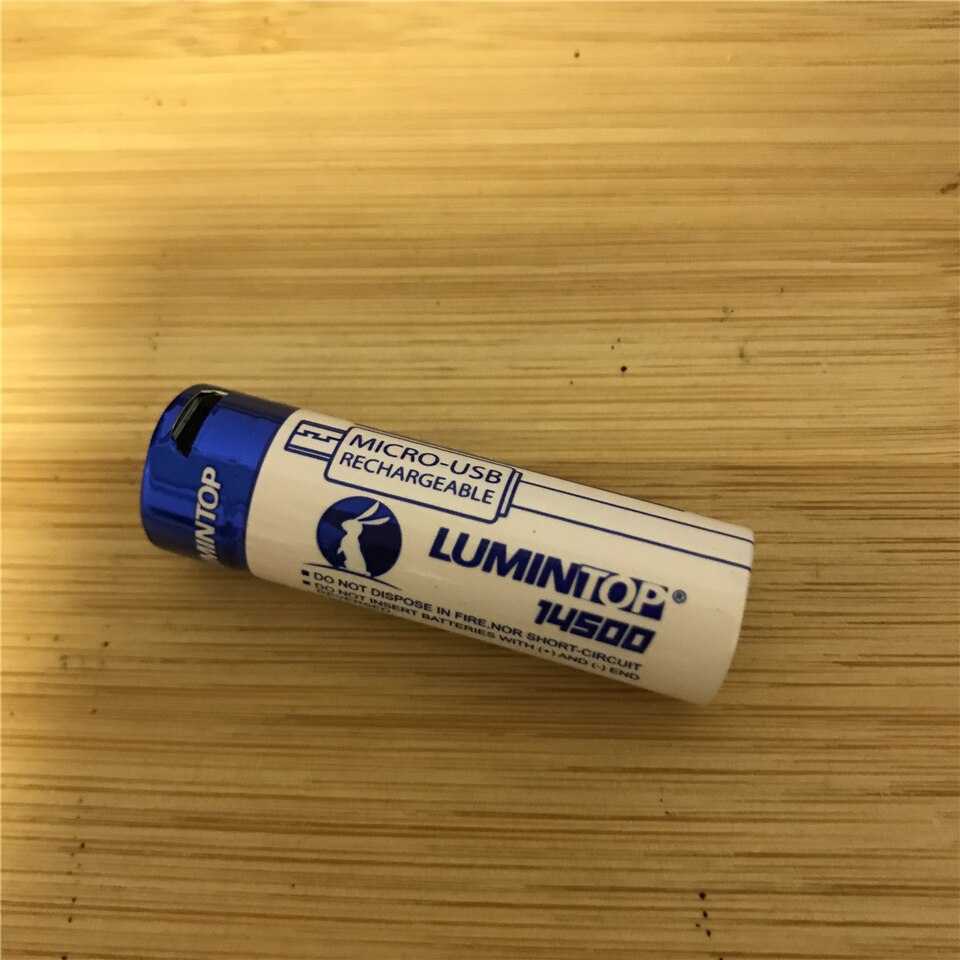 MICRO-USB
RECHARGEABLE
MINTOP
LUMINTOP®
14500
▪ DO NOT DISPOSE IN FIRE,NOR SHORT-CIRCUIT
▪ DO NOT INSERT BATTERIES WITH (+) AND (-) END
REVERSED